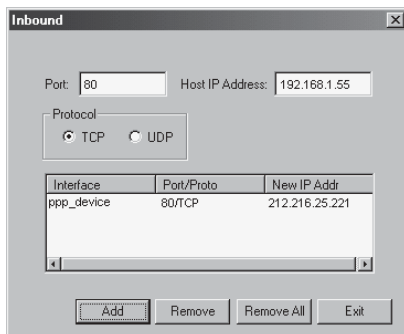 Inbound
Port: 80 Host IP Address: 192.168.1.55
Protocol
TCP UDP
Interface Port/Proto New IP Addr
ppp_device 80/TCP 212.216.25.221
Add Remove Remove All Exit